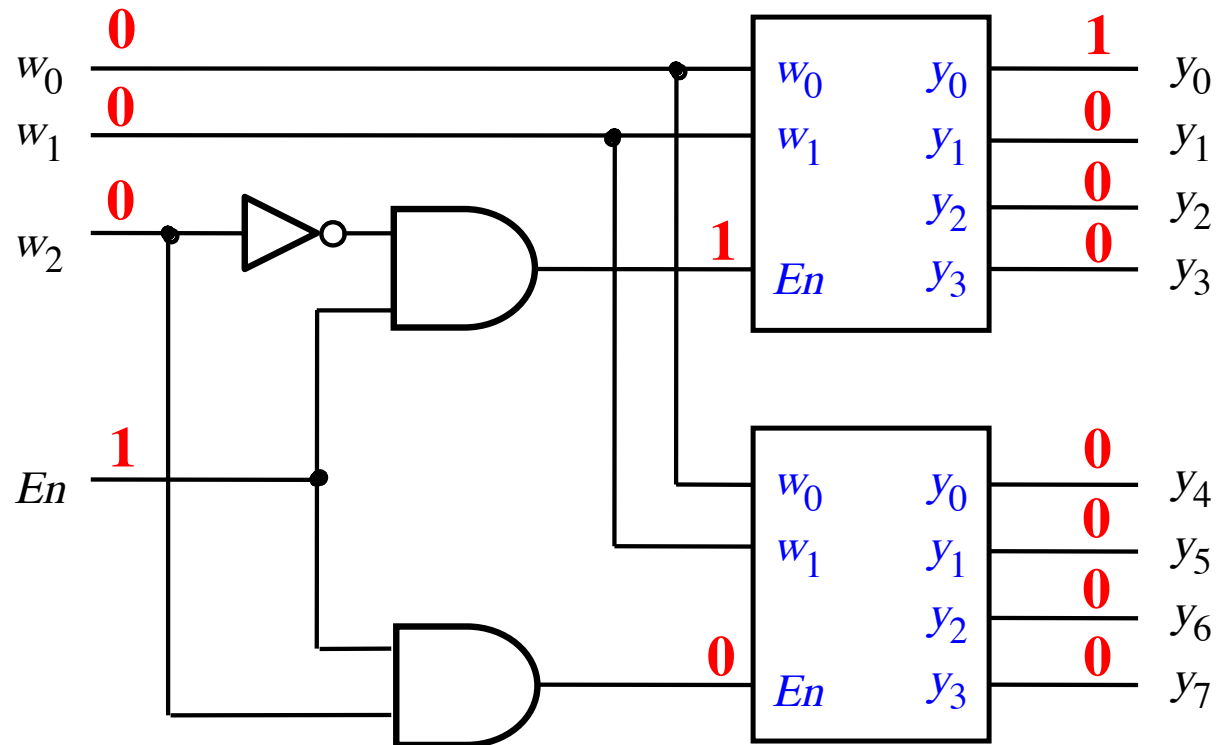 0 1
w0 w0 y0 y0
0 0
w1 w1 y1 y1
0 0
w2 y2 y2
1 0
En y3 y3
1 0
En w0 y0 y4
0
w1 y1 y5
0
y2 y6
0 0
En y3 y7